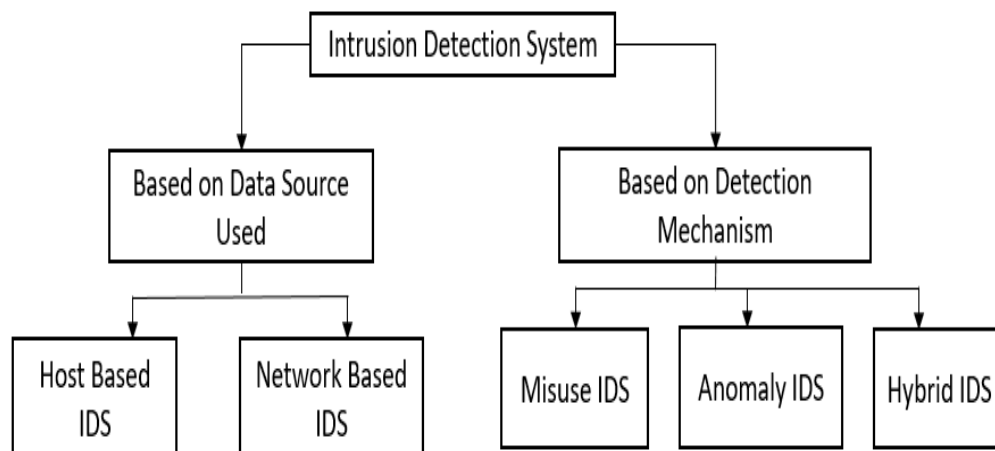 Intrusion Detection System
Based on Data Source
Used
Based on Detection
Mechanism
Host Based
IDS
Network Based
IDS
Misuse IDS
Anomaly IDS
Hybrid IDS